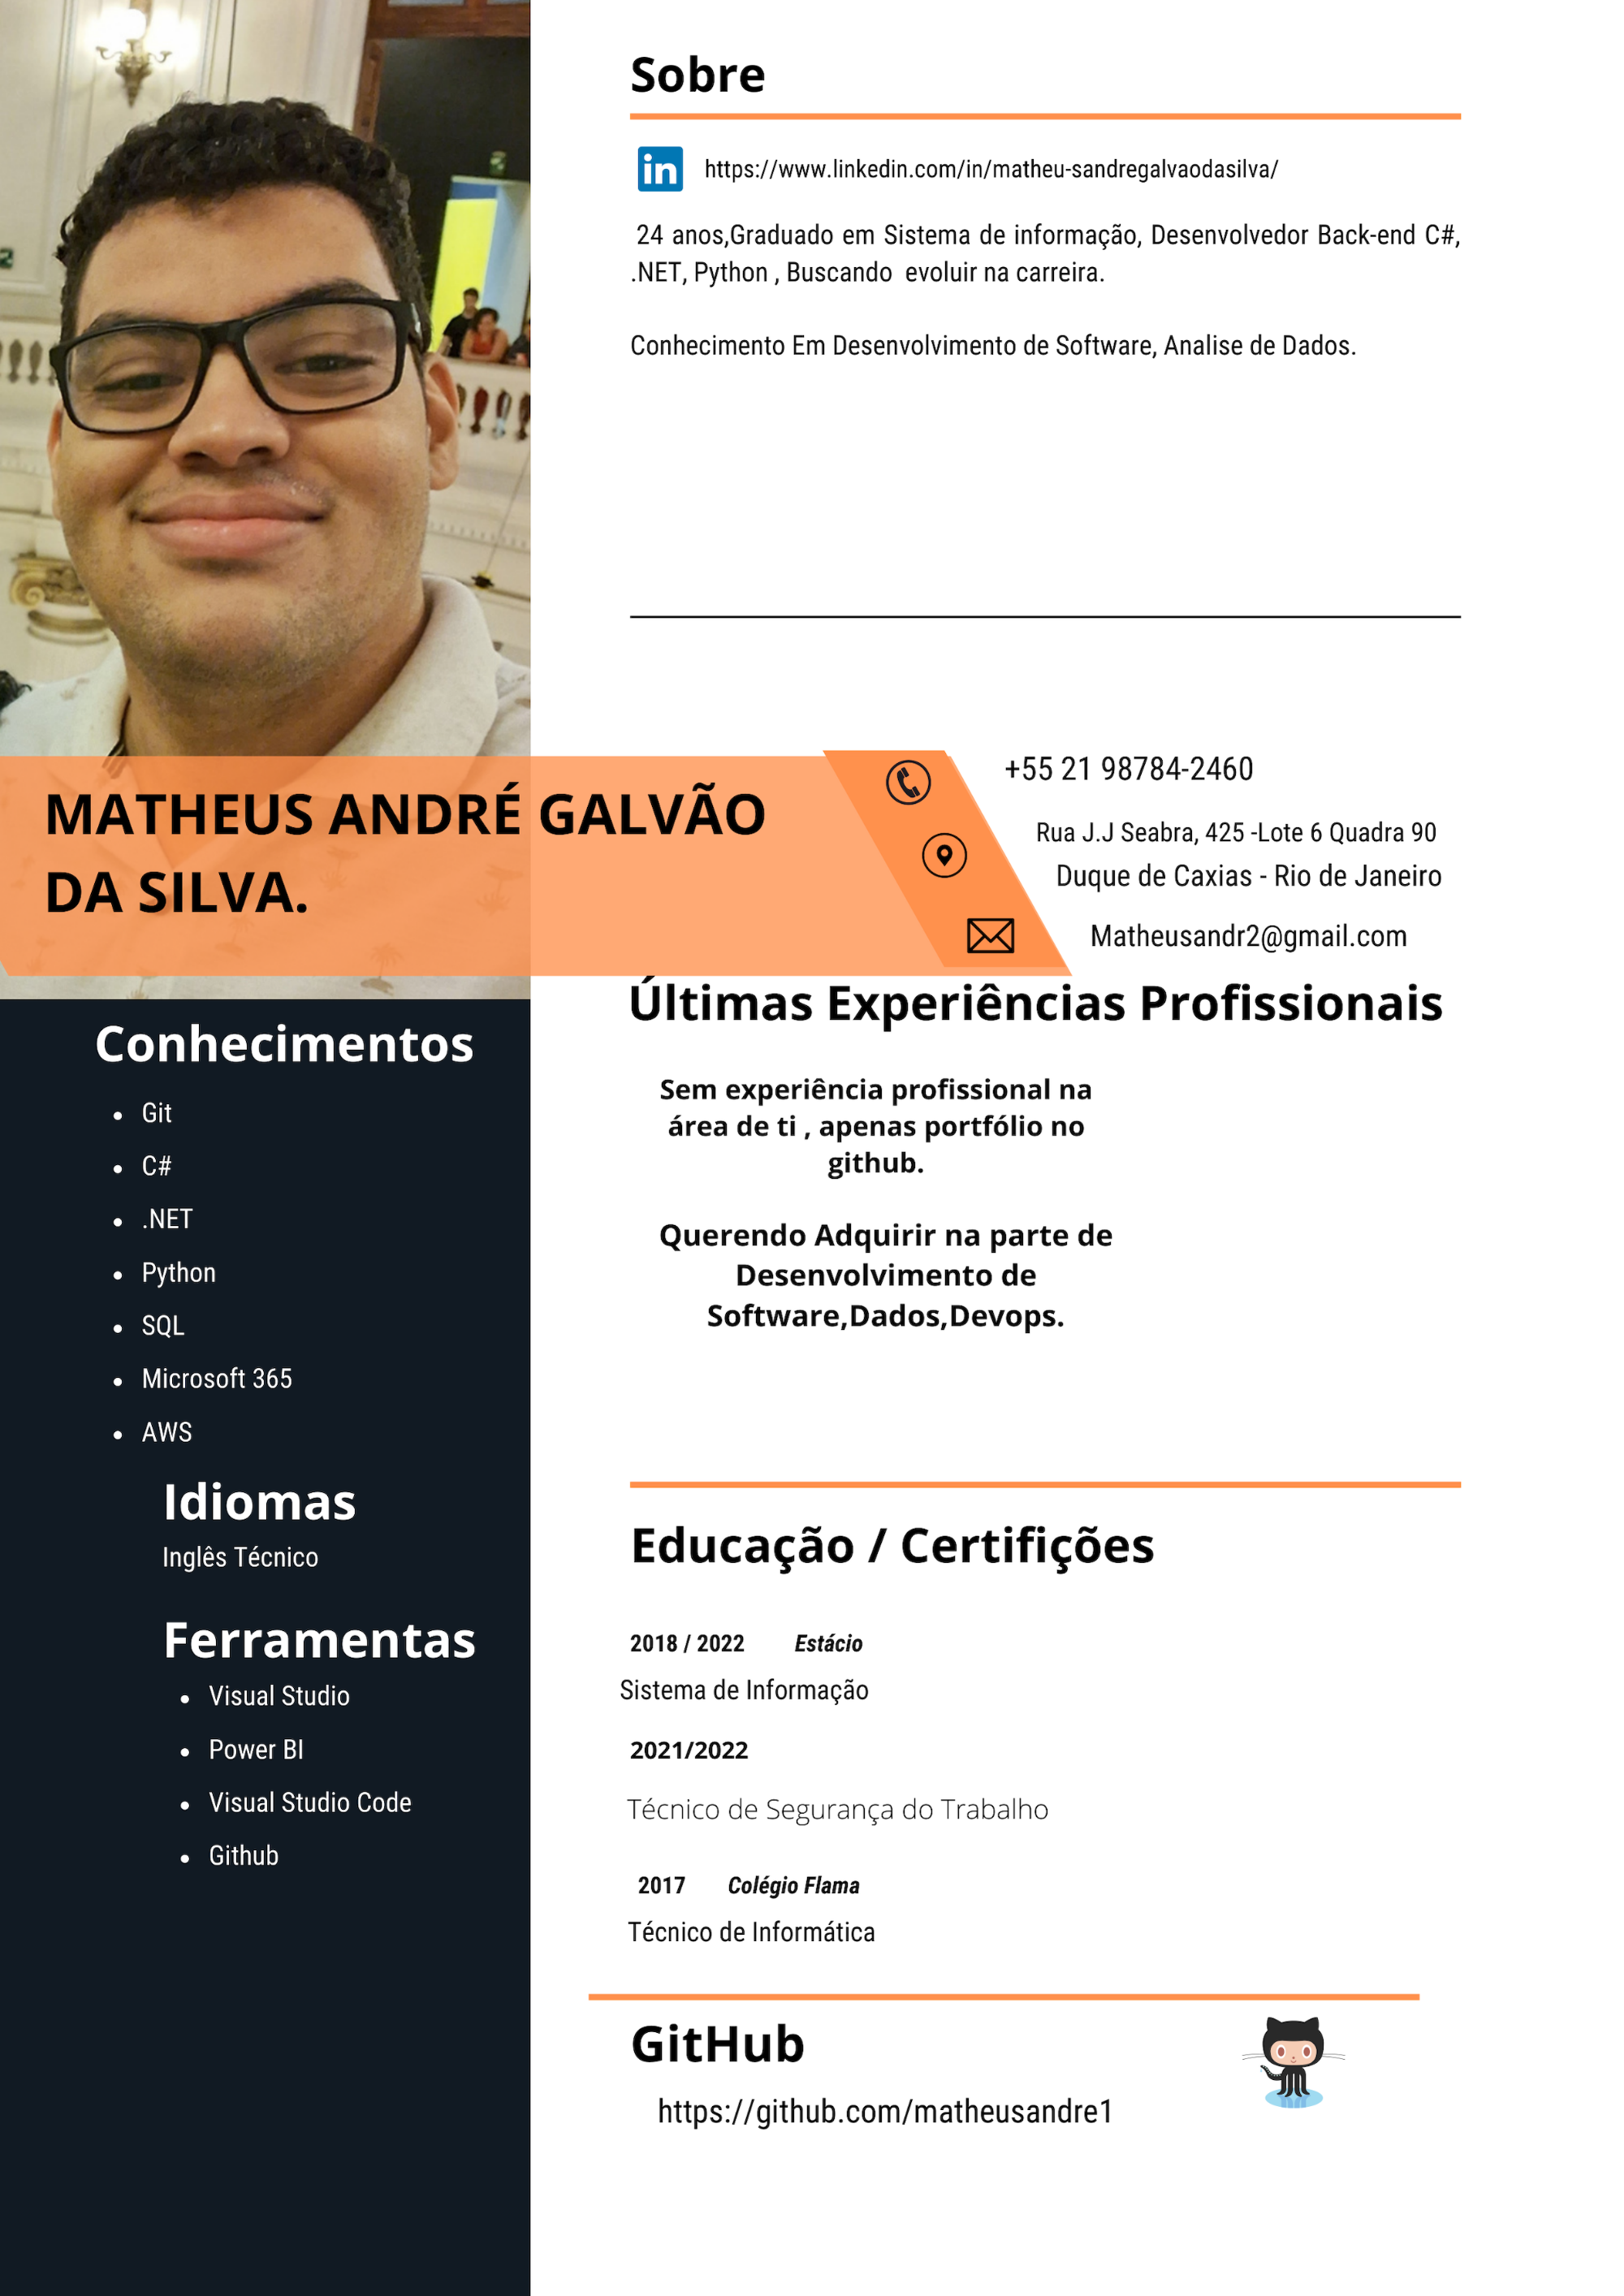 Sobre
in
https://www.linkedin.com/in/matheu-sandregalvaodasilva/
24 anos,Graduado em Sistema de informação, Desenvolvedor Back-end C#,
.NET, Python , Buscando evoluir na carreira.
Conhecimento Em Desenvolvimento de Software, Analise de Dados.
MATHEUS ANDRÉ GALVÃO
DA SILVA.
+55 21 98784-2460
Rua J.J Seabra, 425 -Lote 6 Quadra 90
Duque de Caxias - Rio de Janeiro
Matheusandr2@gmail.com
Conhecimentos
Git
C#
.NET
Python
SQL
Microsoft 365
AWS
Idiomas
Inglês Técnico
Ferramentas
Visual Studio
Power BI
Visual Studio Code
Github
Últimas Experiências Profissionais
Sem experiência profissional na
área de ti , apenas portfólio no
github.
Querendo Adquirir na parte de
Desenvolvimento de
Software,Dados,Devops.
Educação / Certifições
2018 / 2022 Estácio
Sistema de Informação
2021/2022
Técnico de Segurança do Trabalho
2017 Colégio Flama
Técnico de Informática
GitHub
https://github.com/matheusandre1